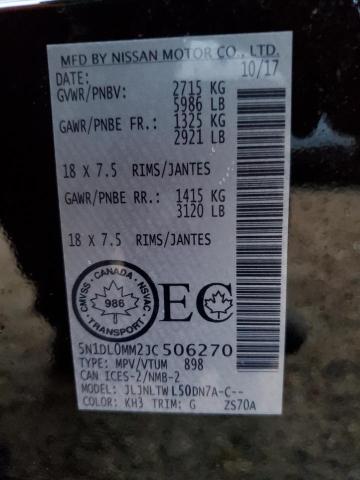 MFD BY NISSAN MOTOR CO., LTD.
DATE: 10/17
GVWR/PNBV: 2715 KG
5986 LB
GAWR/PNBE FR.: 1325 KG
2921 LB
18 X 7.5 RIMS/JANTES
GAWR/PNBE RR.: 1415 KG
3120 LB
18 X 7.5 RIMS/JANTES
CMVSS - CANADA - NSVAC
986
TRANSPORT
EC
5N1DL0MM2JC506270
TYPE: MPV/VTUM 898
CAN ICES-2/NMB-2
MODEL: JLJNLTWL50DN7A-C--
COLOR: KH3 TRIM: G ZS70A